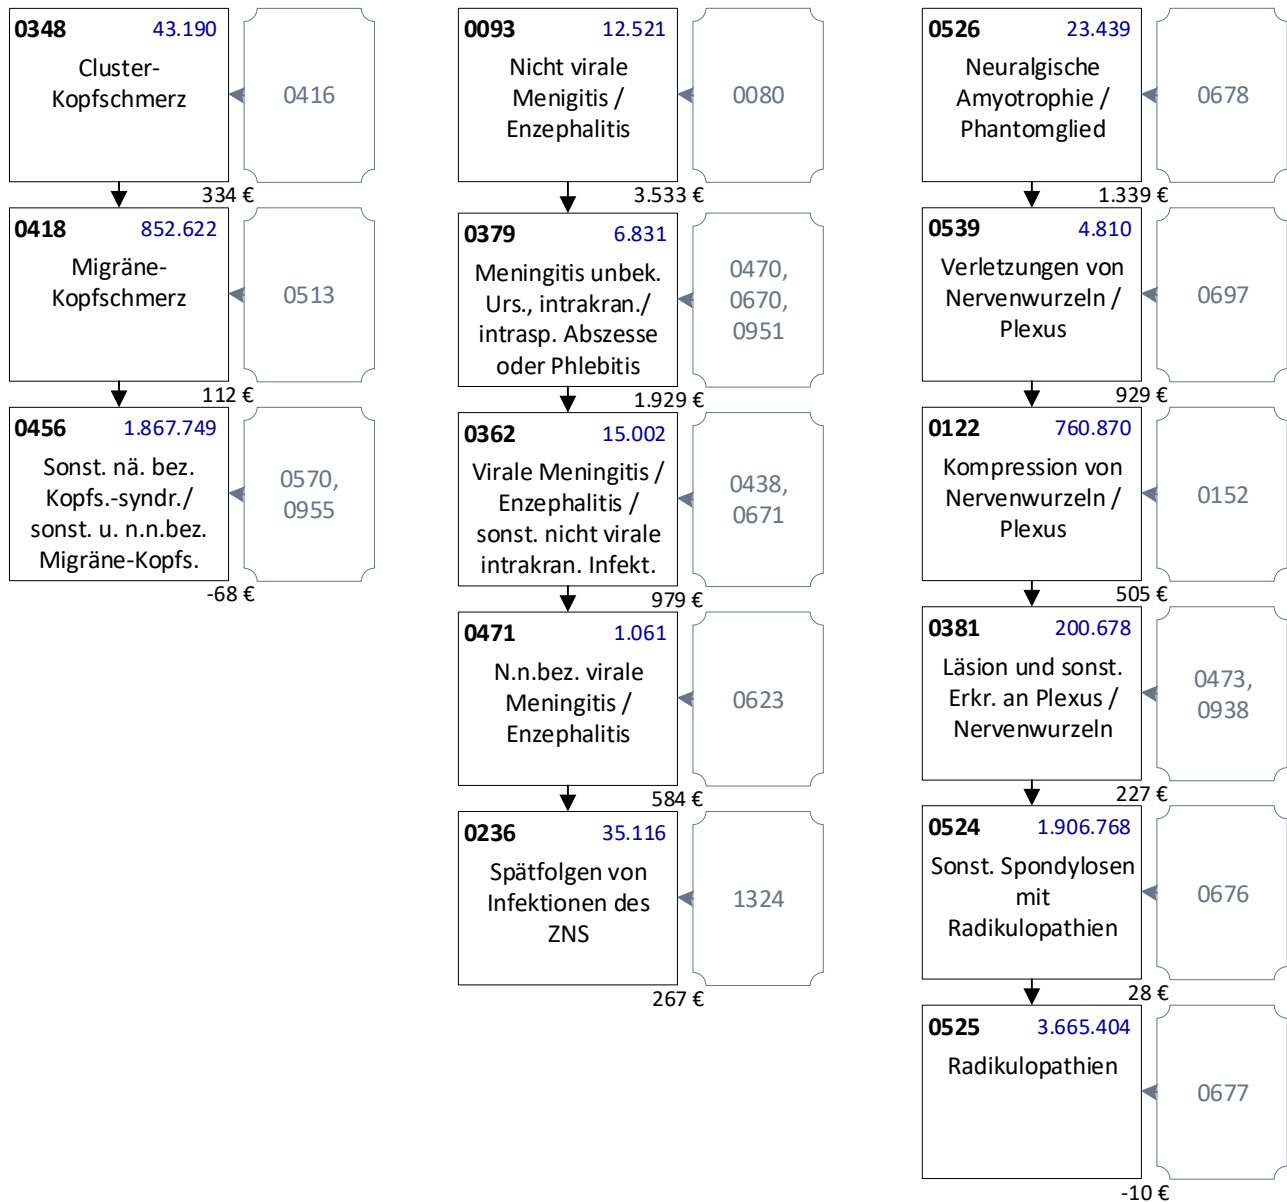 0348 43.190
Cluster-
Kopfschmerz
0416
334 €
0418 852.622
Migräne-
Kopfschmerz
0513
112 €
0456 1.867.749
Sonst. nä. bez.
Kopfs.-syndr./
sonst. u. n.n.bez.
Migräne-Kopfs.
0570,
0955
-68 €
0093 12.521
Nicht virale
Menigitis /
Enzephalitis
0080
3.533 €
0379 6.831
Meningitis unbek.
Urs., intrakran./
intrasp. Abszesse
oder Phlebitis
0470,
0670,
0951
1.929 €
0362 15.002
Virale Meningitis /
Enzephalitis /
sonst. nicht virale
intrakran. Infekt.
0438,
0671
979 €
0471 1.061
N.n.bez. virale
Meningitis /
Enzephalitis
0623
584 €
0236 35.116
Spätfolgen von
Infektionen des
ZNS
1324
267 €
0526 23.439
Neuralgische
Amyotrophie /
Phantomglied
0678
1.339 €
0539 4.810
Verletzungen von
Nervenwurzeln /
Plexus
0697
929 €
0122 760.870
Kompression von
Nervenwurzeln /
Plexus
0152
505 €
0381 200.678
Läsion und sonst.
Erkr. an Plexus /
Nervenwurzeln
0473,
0938
227 €
0524 1.906.768
Sonst. Spondylosen
mit
Radikulopathien
0676
28 €
0525 3.665.404
Radikulopathien
0677
-10 €